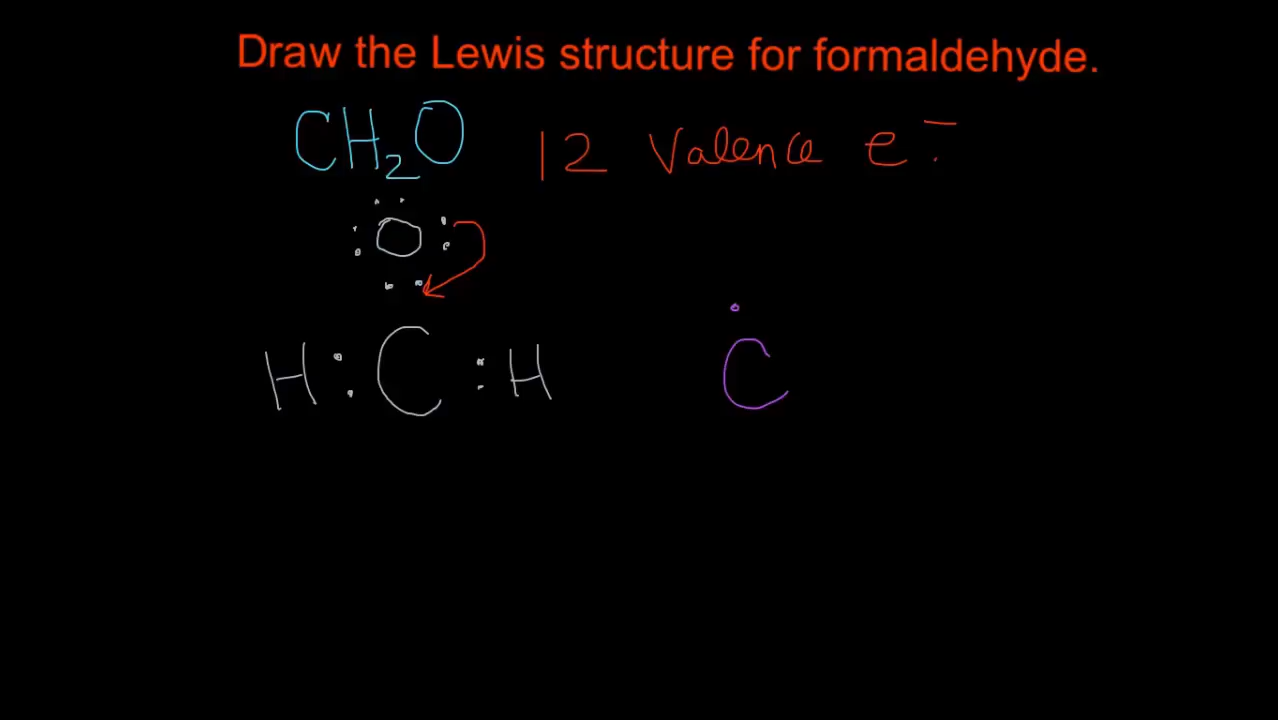 Draw the Lewis structure for formaldehyde.
CH₂O 12 Valence e⁻
O
H : C : H C